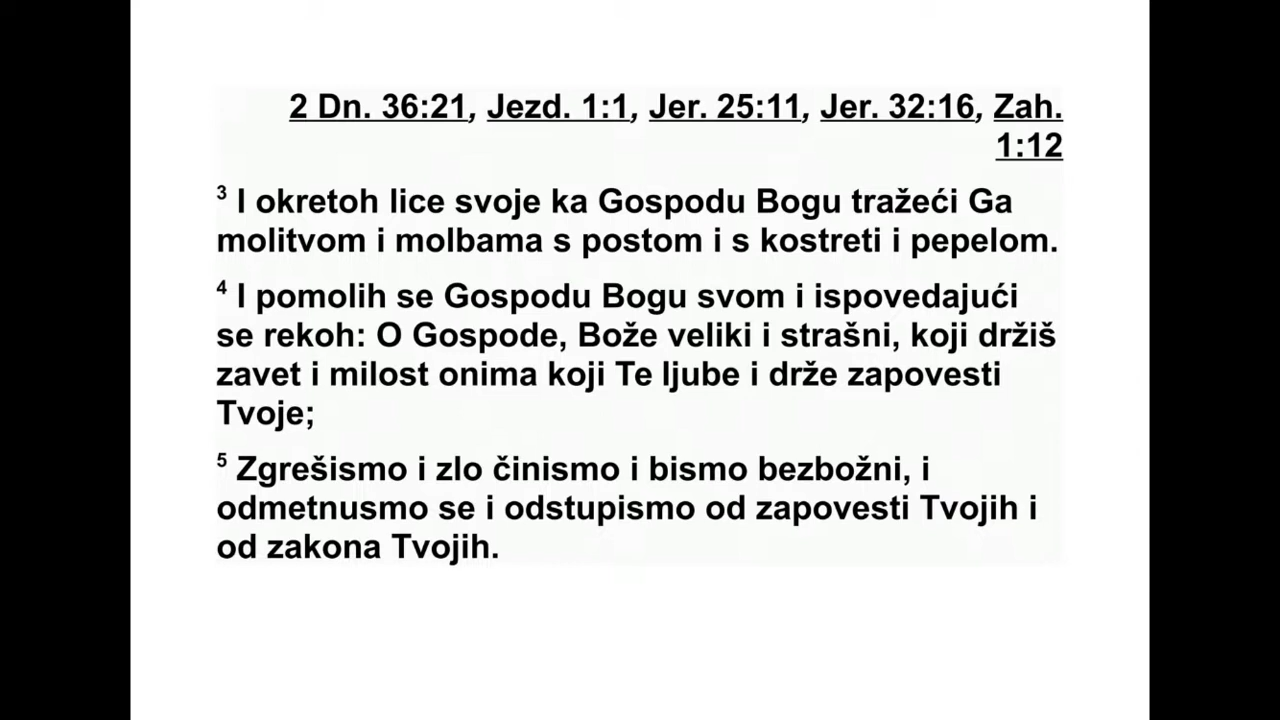 2 Dn. 36:21, Jezd. 1:1, Jer. 25:11, Jer. 32:16, Zah.
1:12
3 I okretoh lice svoje ka Gospodu Bogu tražeći Ga
molitvom i molbama s postom i s kostreti i pepelom.
4 I pomolih se Gospodu Bogu svom i ispovedajući
se rekoh: O Gospode, Bože veliki i strašni, koji držiš
zavet i milost onima koji Te ljube i drže zapovesti
Tvoje;
5 Zgrešismo i zlo činismo i bismo bezbožni, i
odmetnusmo se i odstupismo od zapovesti Tvojih i
od zakona Tvojih.